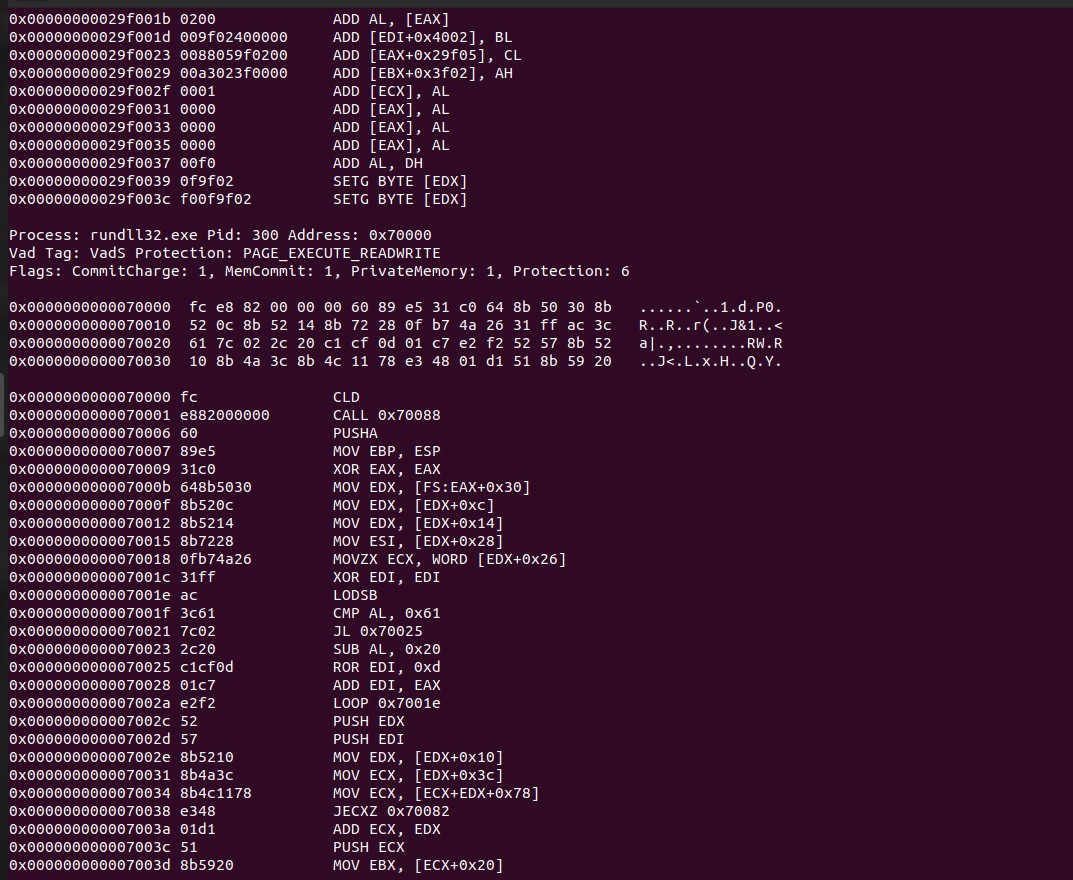 0x00000000029f001b 0200             ADD AL, [EAX]
0x00000000029f001d 009f02400000     ADD [EDI+0x4002], BL
0x00000000029f0023 0088059f0200     ADD [EAX+0x29f05], CL
0x00000000029f0029 00a3023f0000     ADD [EBX+0x3f02], AH
0x00000000029f002f 0001             ADD [ECX], AL
0x00000000029f0031 0000             ADD [EAX], AL
0x00000000029f0033 0000             ADD [EAX], AL
0x00000000029f0035 0000             ADD [EAX], AL
0x00000000029f0037 00f0             ADD AL, DH
0x00000000029f0039 0f9f02           SETG BYTE [EDX]
0x00000000029f003c f00f9f02         SETG BYTE [EDX]
Process: rundll32.exe Pid: 300 Address: 0x70000
Vad Tag: VadS Protection: PAGE_EXECUTE_READWRITE
Flags: CommitCharge: 1, MemCommit: 1, PrivateMemory: 1, Protection: 6
0x0000000000070000  fc e8 82 00 00 00 60 89 e5 31 c0 64 8b 50 30 8b   ......`..1.d.P0.
0x0000000000070010  52 0c 8b 52 14 8b 72 28 0f b7 4a 26 31 ff ac 3c   R..R..r(..J&1..<
0x0000000000070020  61 7c 02 2c 20 c1 cf 0d 01 c7 e2 f2 52 57 8b 52   a|.,........RW.R
0x0000000000070030  10 8b 4a 3c 8b 4c 11 78 e3 48 01 d1 51 8b 59 20   ..J<.L.x.H..Q.Y.
0x0000000000070000 fc               CLD
0x0000000000070001 e882000000       CALL 0x70088
0x0000000000070006 60               PUSHA
0x0000000000070007 89e5             MOV EBP, ESP
0x0000000000070009 31c0             XOR EAX, EAX
0x000000000007000b 648b5030         MOV EDX, [FS:EAX+0x30]
0x000000000007000f 8b520c           MOV EDX, [EDX+0xc]
0x0000000000070012 8b5214           MOV EDX, [EDX+0x14]
0x0000000000070015 8b7228           MOV ESI, [EDX+0x28]
0x0000000000070018 0fb74a26         MOVZX ECX, WORD [EDX+0x26]
0x000000000007001c 31ff             XOR EDI, EDI
0x000000000007001e ac               LODSB
0x000000000007001f 3c61             CMP AL, 0x61
0x0000000000070021 7c02             JL 0x70025
0x0000000000070023 2c20             SUB AL, 0x20
0x0000000000070025 c1cf0d           ROR EDI, 0xd
0x0000000000070028 01c7             ADD EDI, EAX
0x000000000007002a e2f2             LOOP 0x7001e
0x000000000007002c 52               PUSH EDX
0x000000000007002d 57               PUSH EDI
0x000000000007002e 8b5210           MOV EDX, [EDX+0x10]
0x0000000000070031 8b4a3c           MOV ECX, [EDX+0x3c]
0x0000000000070034 8b4c1178         MOV ECX, [ECX+EDX+0x78]
0x0000000000070038 e348             JECXZ 0x70082
0x000000000007003a 01d1             ADD ECX, EDX
0x000000000007003c 51               PUSH ECX
0x000000000007003d 8b5920           MOV EBX, [ECX+0x20]